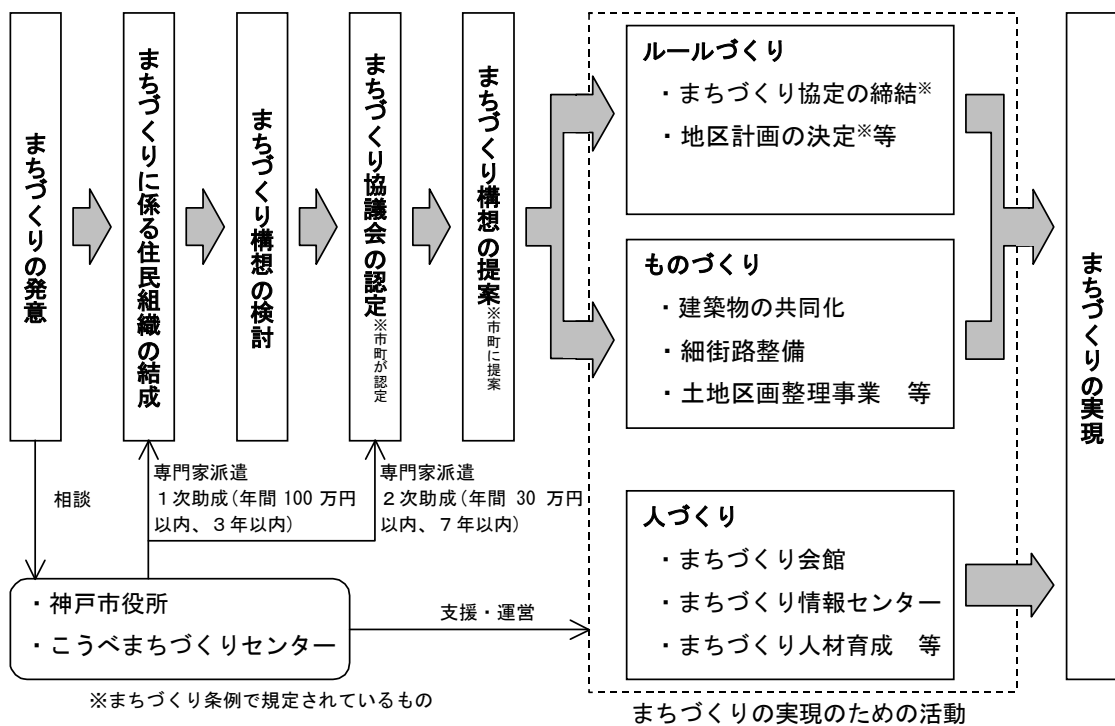 まちづくりの発意
まちづくりに係る住民組織の結成
まちづくり構想の検討
まちづくり協議会の認定※市町が認定
まちづくり構想の提案※市町に提案
ルールづくり
・まちづくり協定の締結※
・地区計画の決定※等
ものづくり
・建築物の共同化
・細街路整備
・土地区画整理事業　等
人づくり
・まちづくり会館
・まちづくり情報センター
・まちづくり人材育成　等
まちづくりの実現
相談
専門家派遣
１次助成(年間 100 万円
以内、３年以内)
専門家派遣
２次助成(年間 30 万円
以内、７年以内)
・神戸市役所
・こうべまちづくりセンター
支援・運営
※まちづくり条例で規定されているもの
まちづくりの実現のための活動